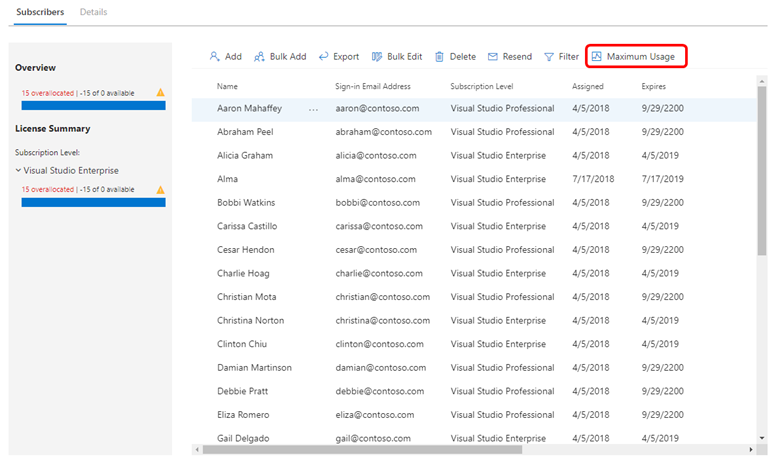 Subscribers Details
Add Bulk Add Export Bulk Edit Delete Resend Filter Maximum Usage
Overview
15 overallocated | -15 of 0 available
License Summary
Subscription Level:
Visual Studio Enterprise
15 overallocated | -15 of 0 available
Name Sign-in Email Address Subscription Level Assigned Expires
Aaron Mahaffey ... aaron@contoso.com Visual Studio Professional 4/5/2018 9/29/2200
Abraham Peel abraham@contoso.com Visual Studio Professional 4/5/2018 9/29/2200
Alicia Graham alicia@contoso.com Visual Studio Enterprise 4/5/2018 4/5/2019
Alma alma@contoso.com Visual Studio Enterprise 7/17/2018 7/17/2019
Bobbi Watkins bobbi@contoso.com Visual Studio Professional 4/5/2018 9/29/2200
Carissa Castillo carissa@contoso.com Visual Studio Enterprise 4/5/2018 4/5/2019
Cesar Hendon cesar@contoso.com Visual Studio Professional 4/5/2018 9/29/2200
Charlie Hoag charlie@contoso.com Visual Studio Enterprise 4/5/2018 4/5/2019
Christian Mota christian@contoso.com Visual Studio Professional 4/5/2018 9/29/2200
Christina Norton christina@contoso.com Visual Studio Enterprise 4/5/2018 4/5/2019
Clinton Chiu clinton@contoso.com Visual Studio Enterprise 4/5/2018 4/5/2019
Damian Martinson damian@contoso.com Visual Studio Professional 4/5/2018 9/29/2200
Debbie Pratt debbie@contoso.com Visual Studio Professional 4/5/2018 9/29/2200
Eliza Romero eliza@contoso.com Visual Studio Professional 4/5/2018 9/29/2200
Gail Delgado gail@contoso.com Visual Studio Enterprise 4/5/2018 4/5/2019